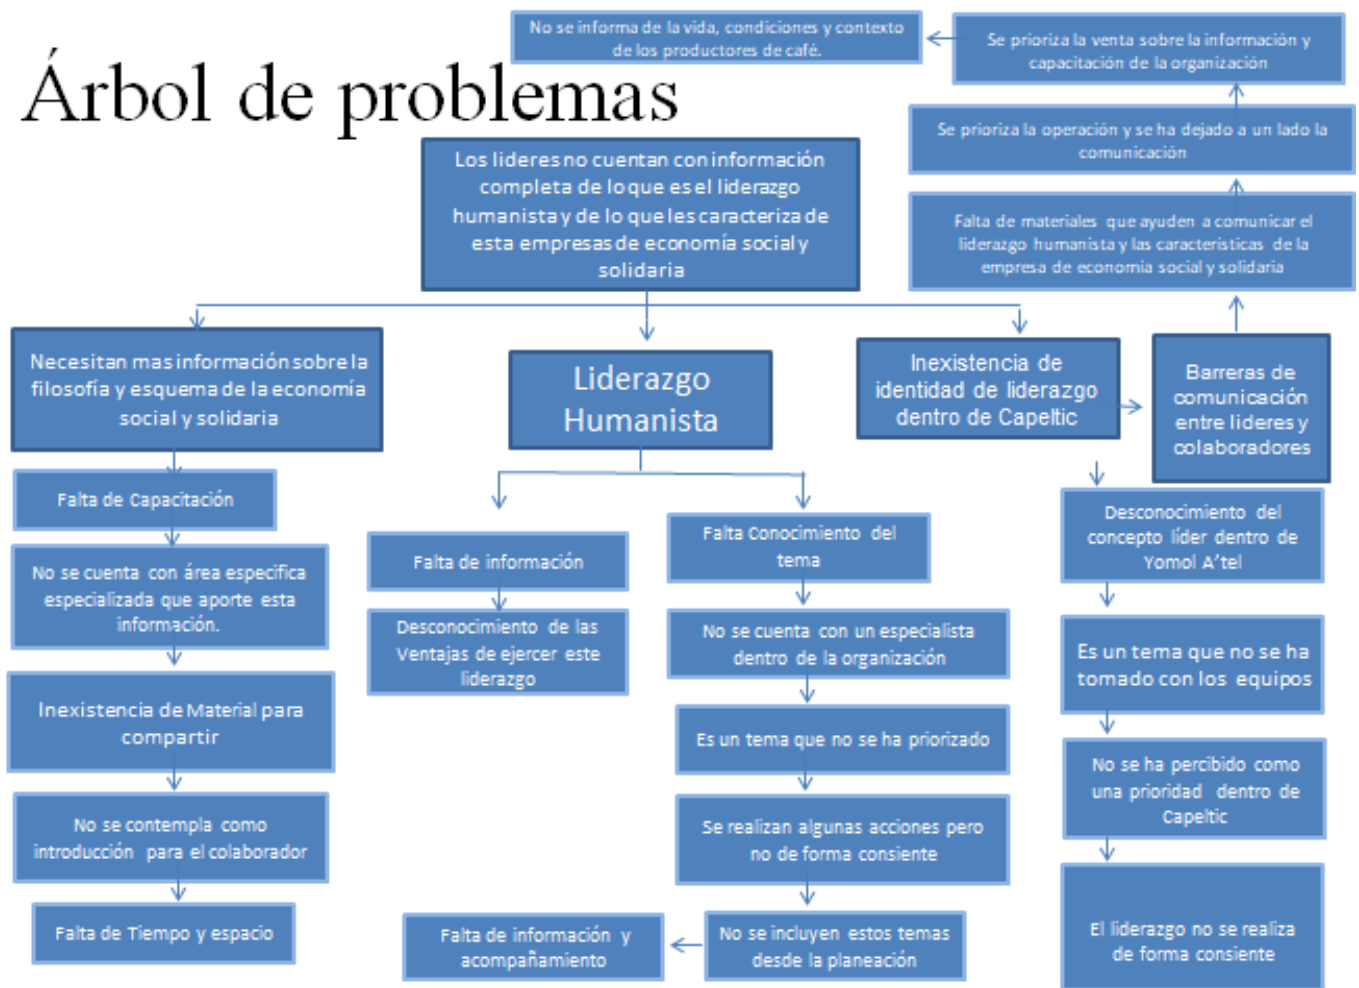 Árbol de problemas
No se informa de la vida, condiciones y contexto
de los productores de café.
Se prioriza la venta sobre la información y
capacitación de la organización
Se prioriza la operación y se ha dejado a un lado la
comunicación
Falta de materiales que ayuden a comunicar el
liderazgo humanista y las características de la
empresa de economía social y solidaria
Los lideres no cuentan con información
completa de lo que es el liderazgo
humanista y de lo que les caracteriza de
esta empresas de economía social y
solidaria
Necesitan mas información sobre la
filosofía y esquema de la economía
social y solidaria
Falta de Capacitación
No se cuenta con área especifica
especializada que aporte esta
información.
Inexistencia de Material para
compartir
No se contempla como
introducción para el colaborador
Falta de Tiempo y espacio
Liderazgo
Humanista
Falta de información
Desconocimiento de las
Ventajas de ejercer este
liderazgo
Falta Conocimiento del
tema
No se cuenta con un especialista
dentro de la organización
Es un tema que no se ha priorizado
Se realizan algunas acciones pero
no de forma consiente
No se incluyen estos temas
desde la planeación
Falta de información y
acompañamiento
Inexistencia de
identidad de liderazgo
dentro de Capeltic
Barreras de
comunicación
entre lideres y
colaboradores
Desconocimiento del
concepto líder dentro de
Yomol A'tel
Es un tema que no se ha
tomado con los equipos
No se ha percibido como
una prioridad dentro de
Capeltic
El liderazgo no se realiza
de forma consiente